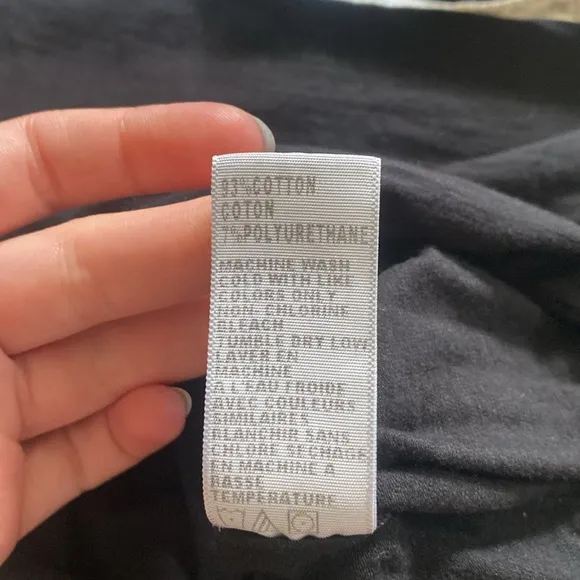 93%COTTON
COTON
7%POLYURETHANE
MACHINE WASH
COLD WITH LIKE
COLORS ONLY
NON. CHLORINE
BLEACH
TUMBLE DRY LOW
LAVER EN
MACHINE
A L'EAU FROIDE
AVEC COULEURS
SIMILAIRES
BLANCHIR SANS
CHLORE SECHAGE
EN MACHINE A
BASSE
TEMPERATURE